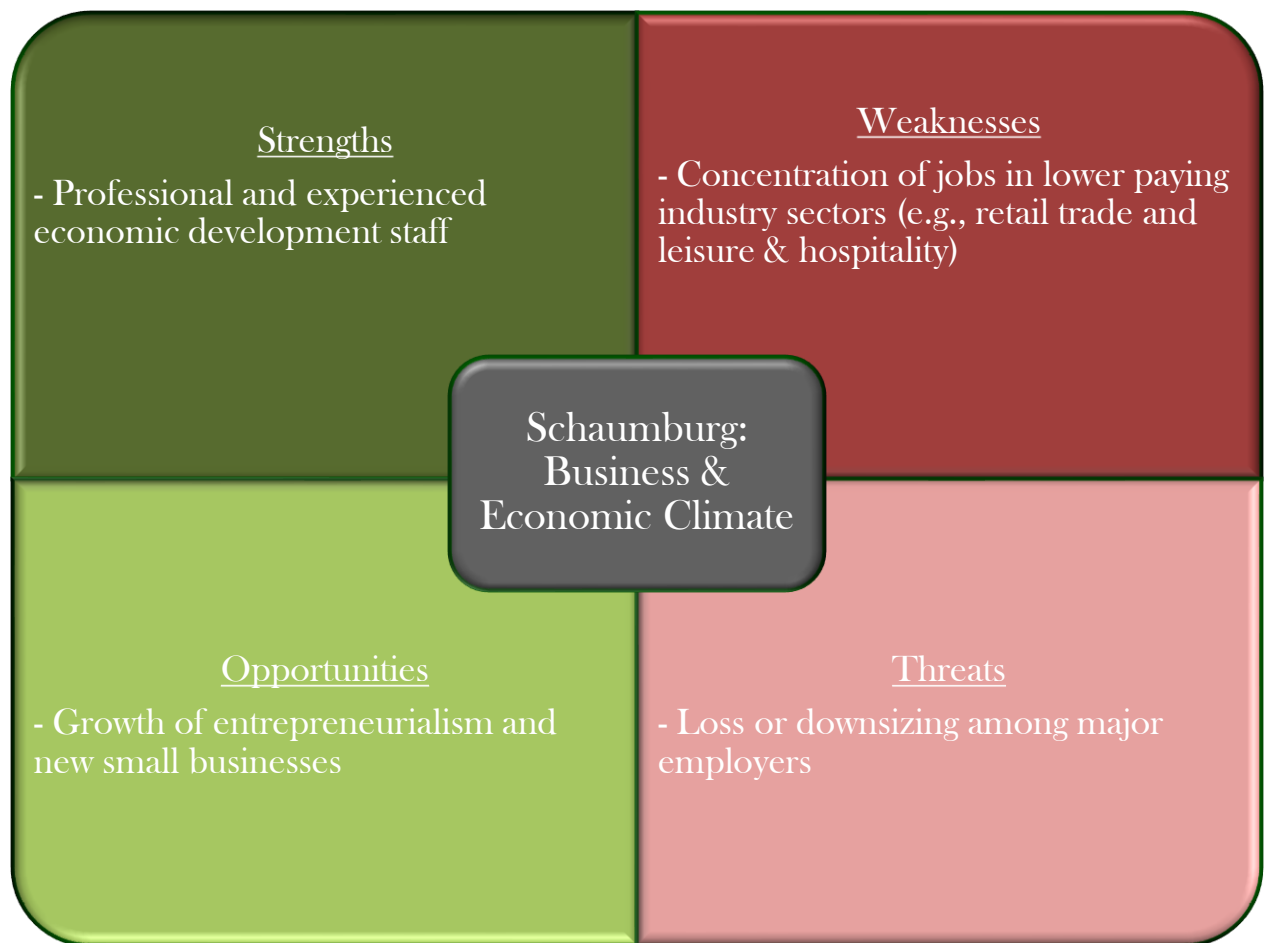 Strengths
- Professional and experienced
economic development staff
Weaknesses
- Concentration of jobs in lower paying
industry sectors (e.g., retail trade and
leisure & hospitality)
Schaumburg:
Business &
Economic Climate
Opportunities
- Growth of entrepreneurialism and
new small businesses
Threats
- Loss or downsizing among major
employers